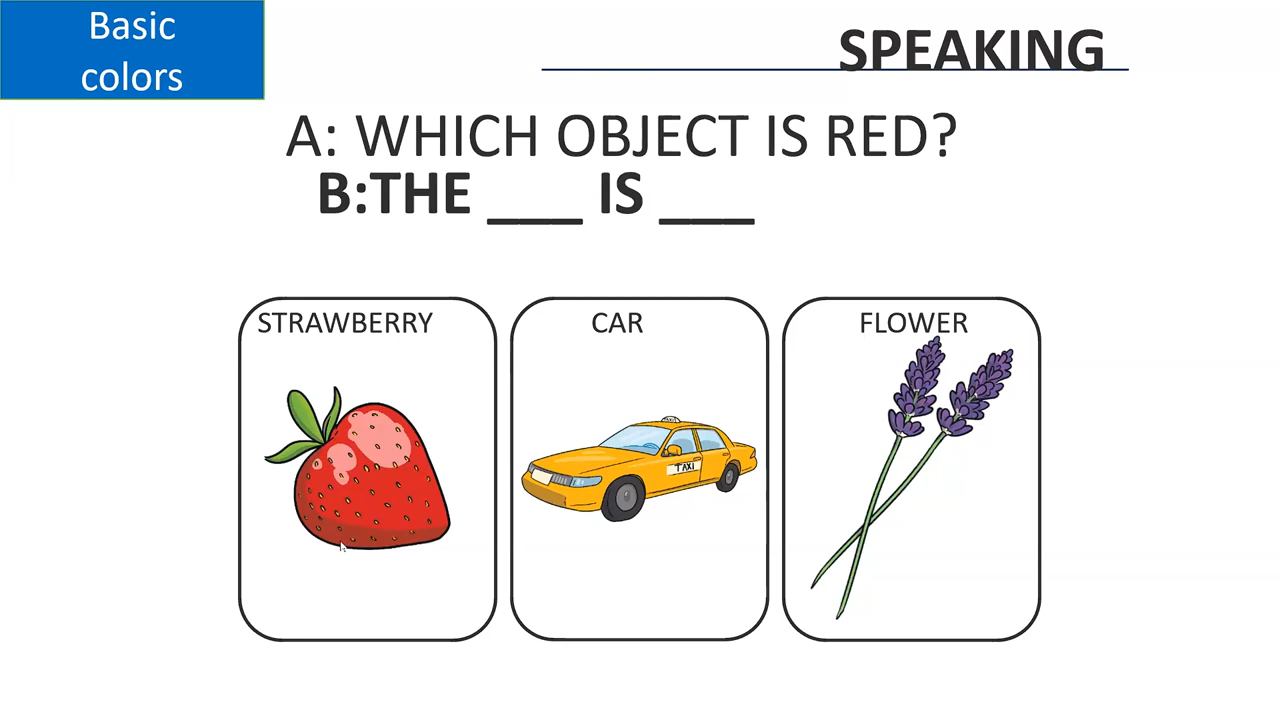 Basic
colors
SPEAKING
A: WHICH OBJECT IS RED?
B:THE ___ IS ___
STRAWBERRY
CAR
FLOWER
TAXI